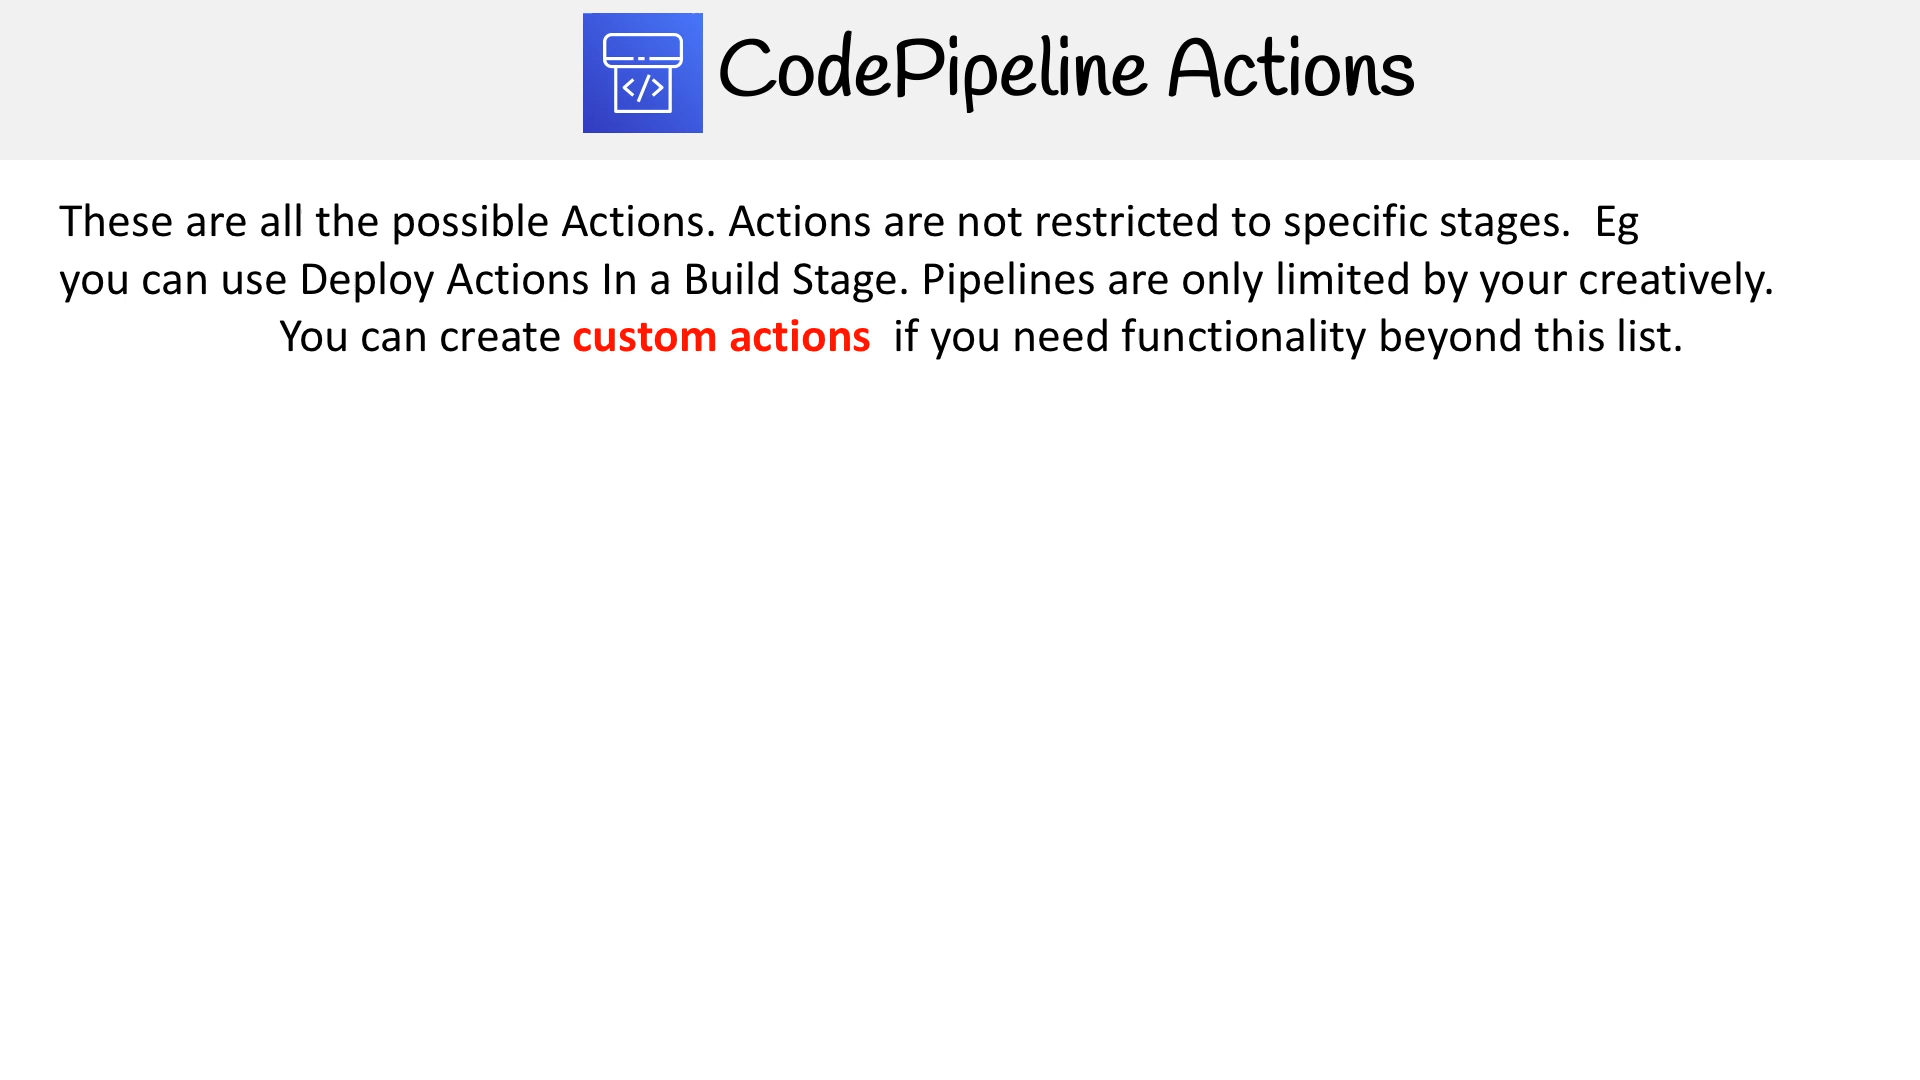 CodePipeline Actions
These are all the possible Actions. Actions are not restricted to specific stages.  Eg
you can use Deploy Actions In a Build Stage. Pipelines are only limited by your creatively.
You can create custom actions  if you need functionality beyond this list.